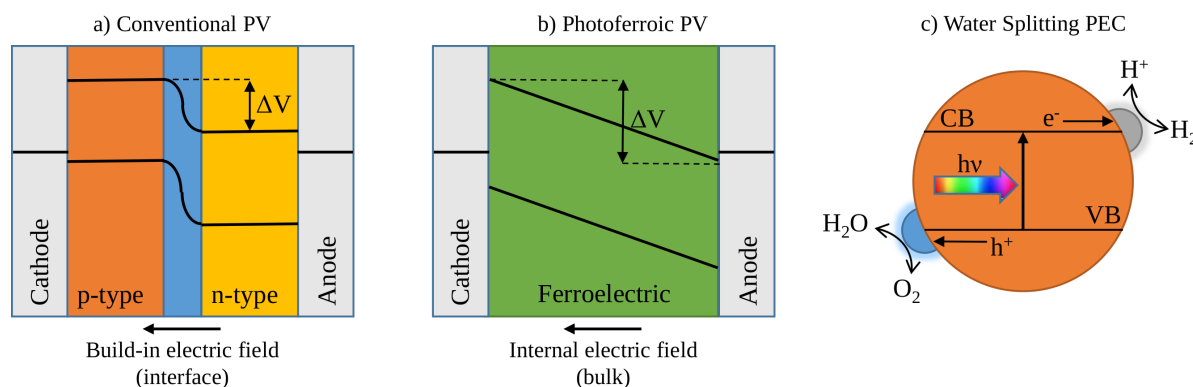 a) Conventional PV
ΔV
Cathode
p-type
n-type
Anode
Build-in electric field
(interface)
b) Photoferroic PV
ΔV
Cathode
Ferroelectric
Anode
Internal electric field
(bulk)
c) Water Splitting PEC
H⁺
CB
e⁻
H₂
hν
H₂O
VB
h⁺
O₂